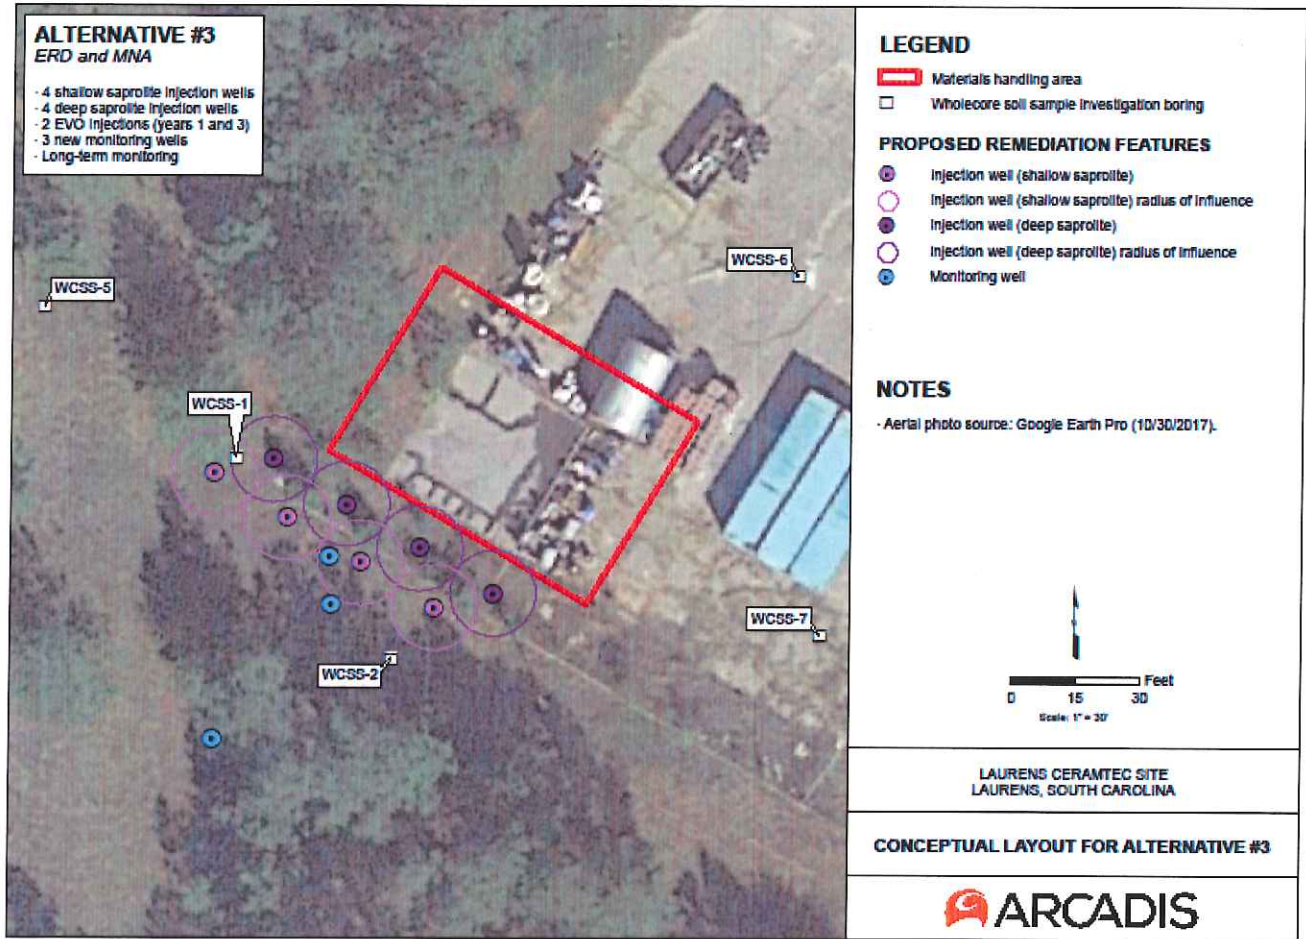 ALTERNATIVE #3
ERD and MNA
- 4 shallow saprolite injection wells
- 4 deep saprolite injection wells
- 2 EVO injections (years 1 and 3)
- 3 new monitoring wells
- Long-term monitoring
WCSS-5
WCSS-1
WCSS-6
WCSS-7
WCSS-2
LEGEND
Materials handling area
Wholecore soil sample investigation boring
PROPOSED REMEDIATION FEATURES
Injection well (shallow saprolite)
Injection well (shallow saprolite) radius of influence
Injection well (deep saprolite)
Injection well (deep saprolite) radius of influence
Monitoring well
NOTES
- Aerial photo source: Google Earth Pro (10/30/2017).
Feet
0 15 30
Scale: 1" = 30'
LAURENS CERAMTEC SITE
LAURENS, SOUTH CAROLINA
CONCEPTUAL LAYOUT FOR ALTERNATIVE #3
ARCADIS